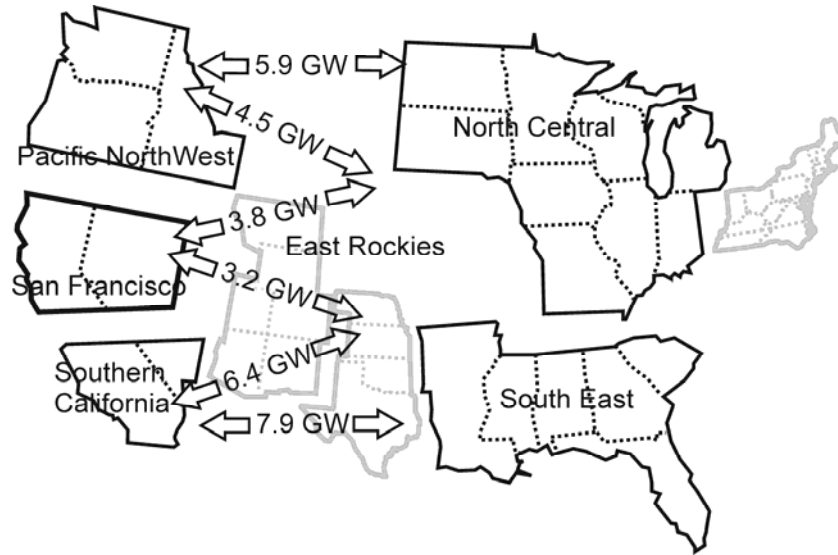 5.9 GW
4.5 GW
North Central
Pacific NorthWest
3.8 GW
East Rockies
San Francisco
3.2 GW
Southern
California
6.4 GW
South East
7.9 GW